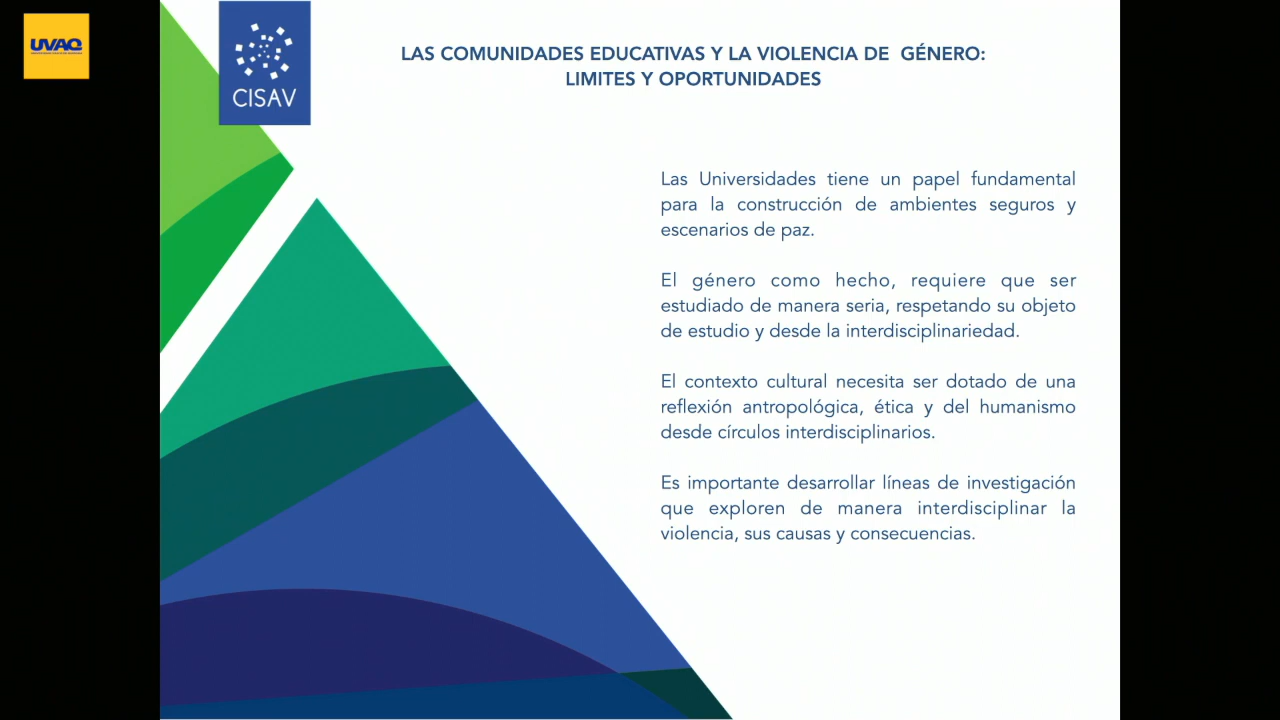 UVAQ
CISAV
LAS COMUNIDADES EDUCATIVAS Y LA VIOLENCIA DE GÉNERO:
LIMITES Y OPORTUNIDADES
Las Universidades tiene un papel fundamental
para la construcción de ambientes seguros y
escenarios de paz.
El género como hecho, requiere que ser
estudiado de manera seria, respetando su objeto
de estudio y desde la interdisciplinariedad.
El contexto cultural necesita ser dotado de una
reflexión antropológica, ética y del humanismo
desde círculos interdisciplinarios.
Es importante desarrollar líneas de investigación
que exploren de manera interdisciplinar la
violencia, sus causas y consecuencias.